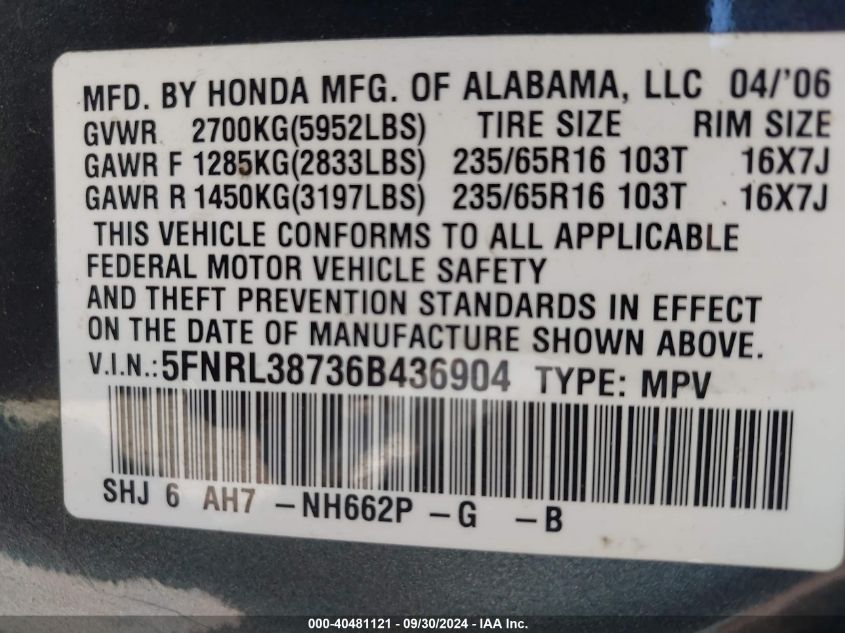 MFD. BY HONDA MFG. OF ALABAMA, LLC 04/'06
GVWR 2700KG(5952LBS) TIRE SIZE RIM SIZE
GAWR F 1285KG(2833LBS) 235/65R16 103T 16X7J
GAWR R 1450KG(3197LBS) 235/65R16 103T 16X7J
THIS VEHICLE CONFORMS TO ALL APPLICABLE
FEDERAL MOTOR VEHICLE SAFETY
AND THEFT PREVENTION STANDARDS IN EFFECT
ON THE DATE OF MANUFACTURE SHOWN ABOVE.
V.I.N.: 5FNRL38736B436904 TYPE: MPV
SHJ 6 AH7 -NH662P -G -B
000-40481121 - 09/30/2024 - IAA Inc.